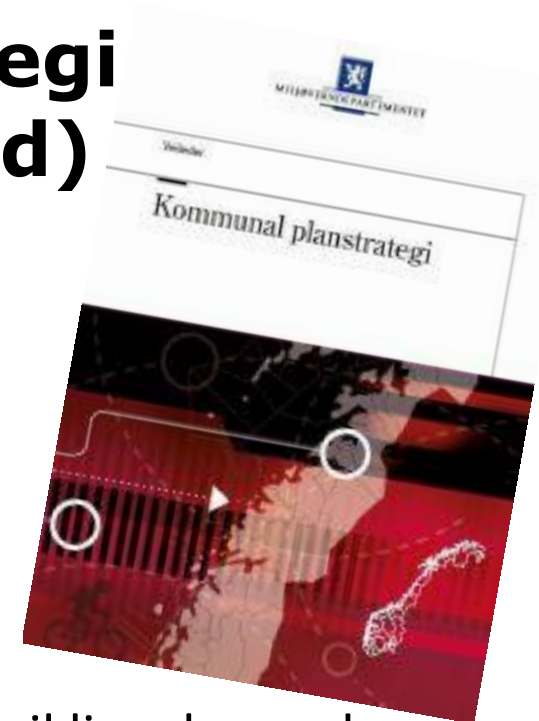 egi
d)
MILJØVERNDEPARTEMENTET
Veileder
Kommunal planstrategi